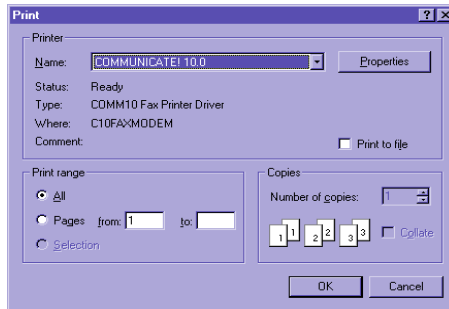 Print
Printer
Name: COMMUNICATE! 10.0 Properties
Status: Ready
Type: COMM10 Fax Printer Driver
Where: C10FAXMODEM
Comment: Print to file
Print range
All
Pages from: 1 to:
Selection
Copies
Number of copies: 1
1 1 2 2 3 3 Collate
OK Cancel